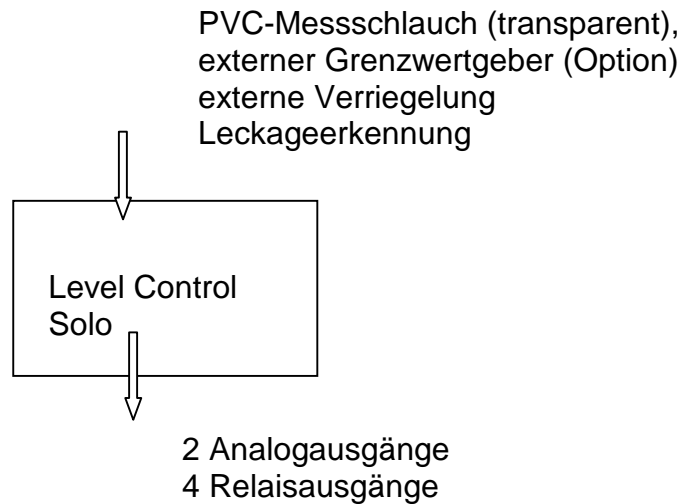 PVC-Messschlauch (transparent),
externer Grenzwertgeber (Option)
externe Verriegelung
Leckageerkennung
Level Control
Solo
2 Analogausgänge
4 Relaisausgänge